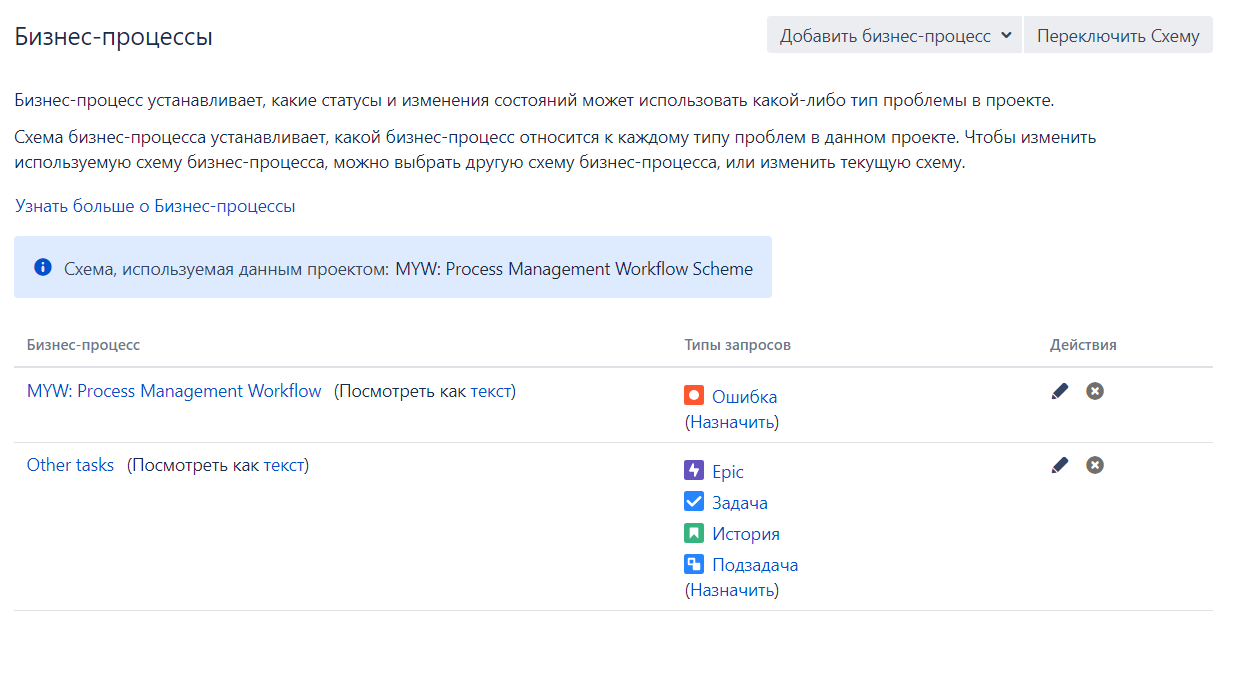 Бизнес-процессы
Добавить бизнес-процесс
Переключить Схему
Бизнес-процесс устанавливает, какие статусы и изменения состояний может использовать какой-либо тип проблемы в проекте.
Схема бизнес-процесса устанавливает, какой бизнес-процесс относится к каждому типу проблем в данном проекте. Чтобы изменить
используемую схему бизнес-процесса, можно выбрать другую схему бизнес-процесса, или изменить текущую схему.
Узнать больше о Бизнес-процессы
Схема, используемая данным проектом: MYW: Process Management Workflow Scheme
Бизнес-процесс
Типы запросов
Действия
MYW: Process Management Workflow (Посмотреть как текст)
Ошибка
(Назначить)
Other tasks (Посмотреть как текст)
Epic
Задача
История
Подзадача
(Назначить)